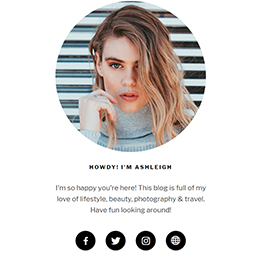 HOWDY! I'M ASHLEIGH
I'm so happy you're here! This blog is full of my
love of lifestyle, beauty, photography & travel.
Have fun looking around!